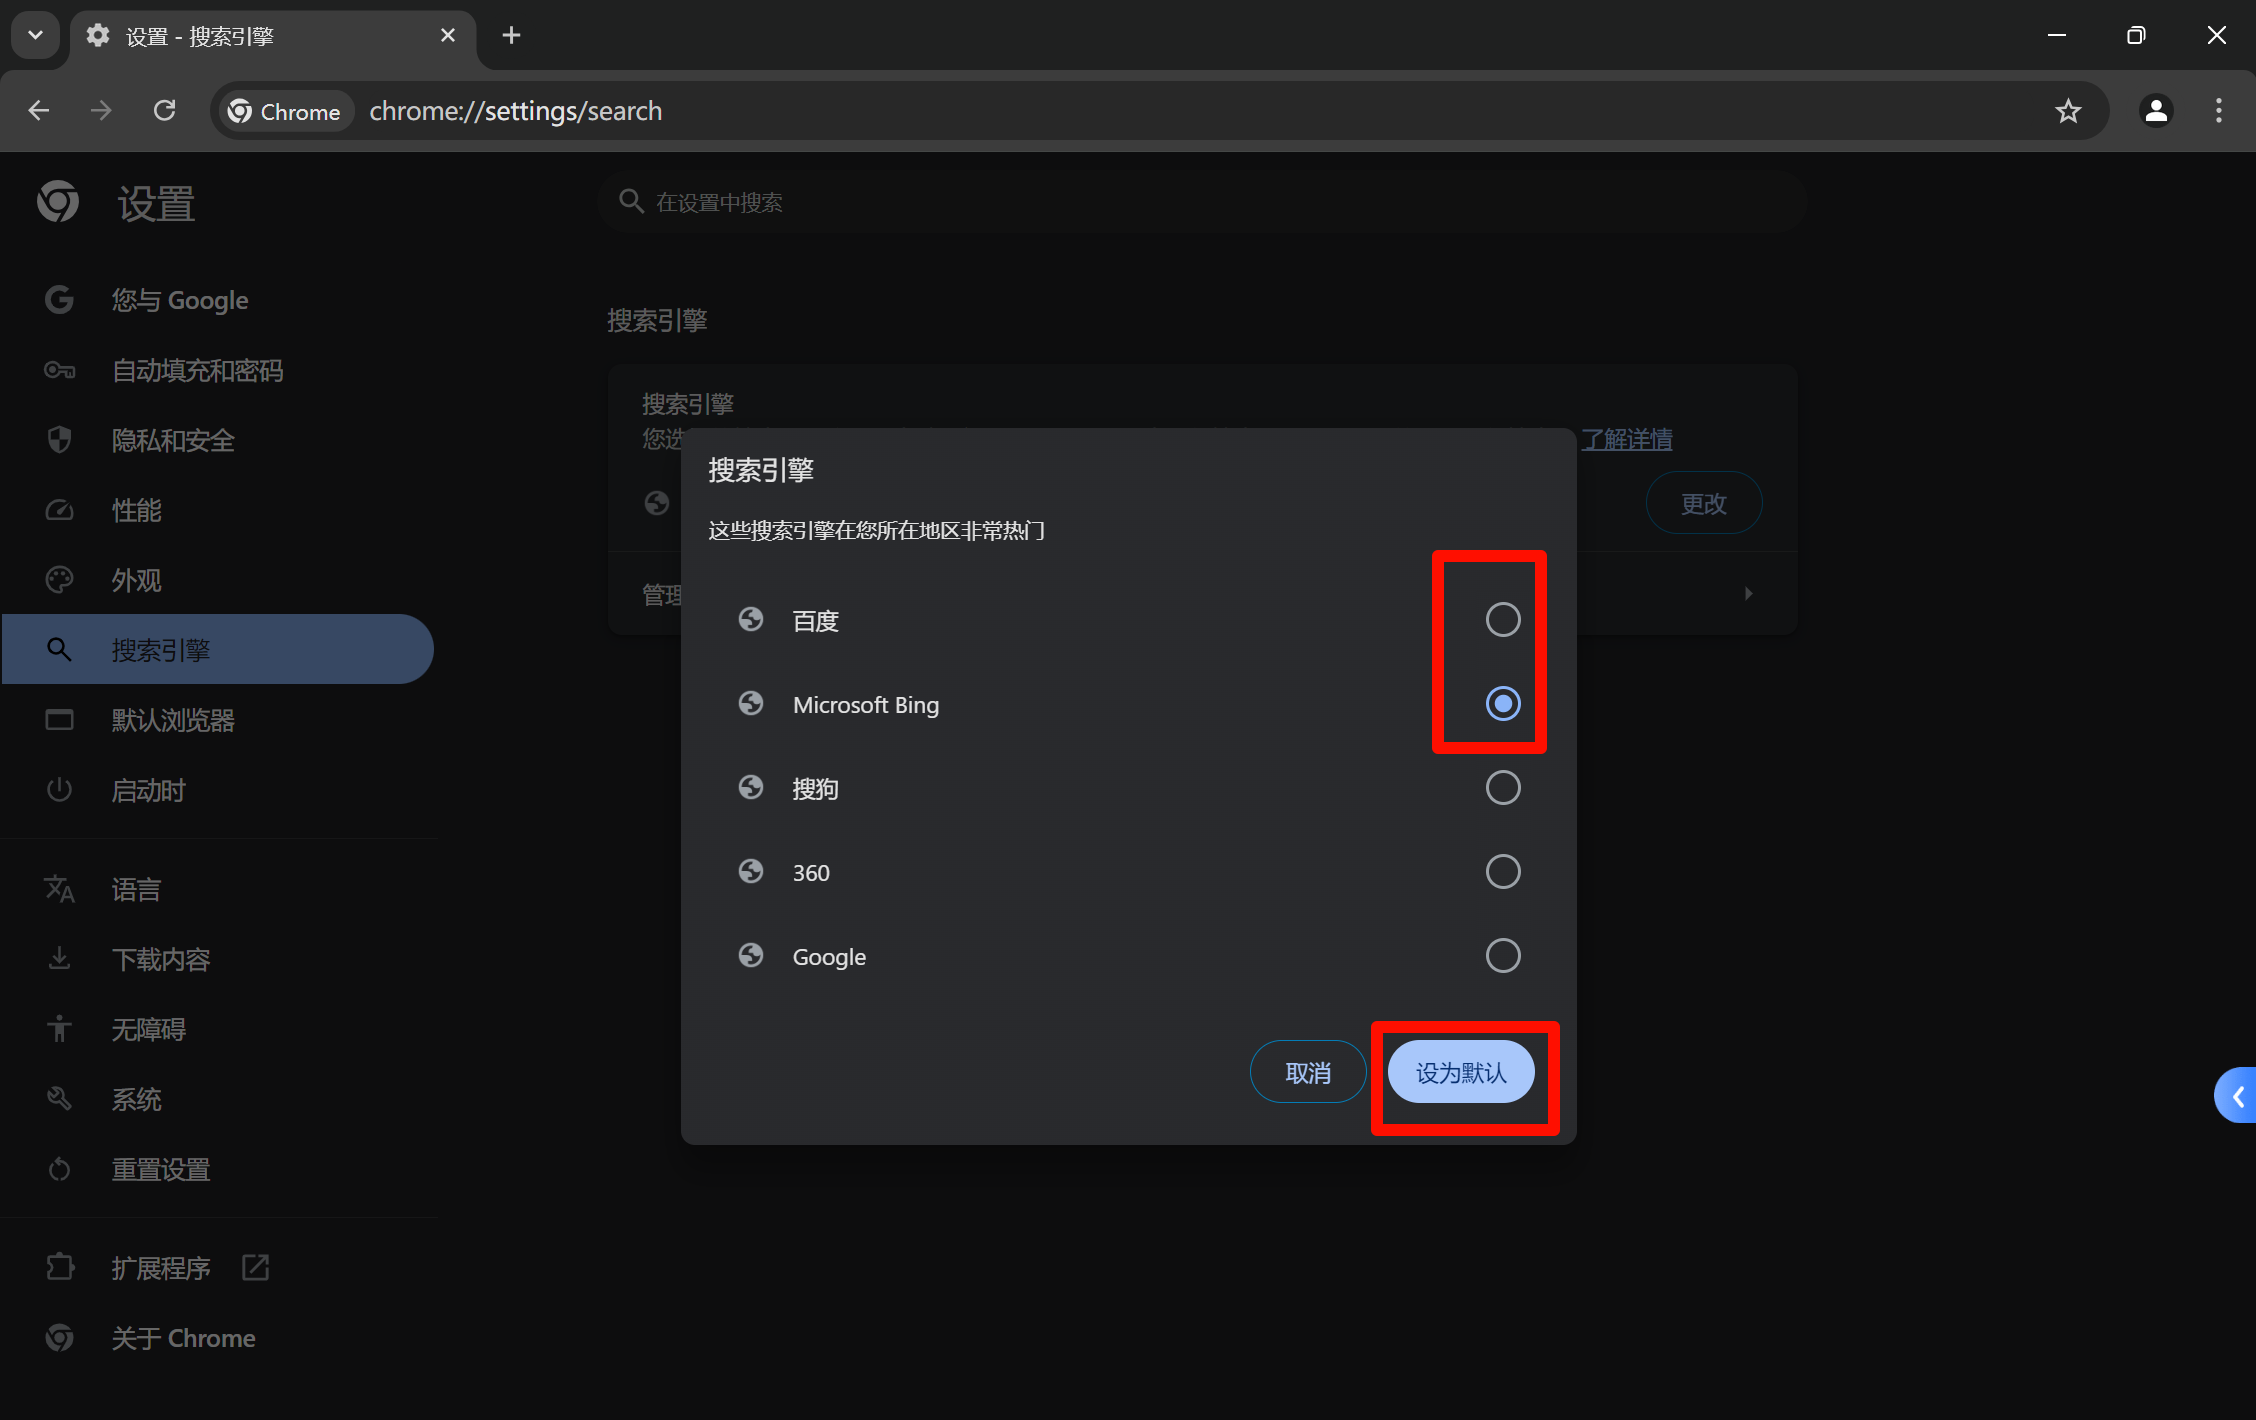 设置 - 搜索引擎
Chrome
chrome://settings/search
设置
在设置中搜索
您与 Google
自动填充和密码
隐私和安全
性能
外观
搜索引擎
默认浏览器
启动时
语言
下载内容
无障碍
系统
重置设置
扩展程序
关于 Chrome
搜索引擎
搜索引擎
您选
了解详情
更改
管理
搜索引擎
这些搜索引擎在您所在地区非常热门
百度
Microsoft Bing
搜狗
360
Google
取消
设为默认